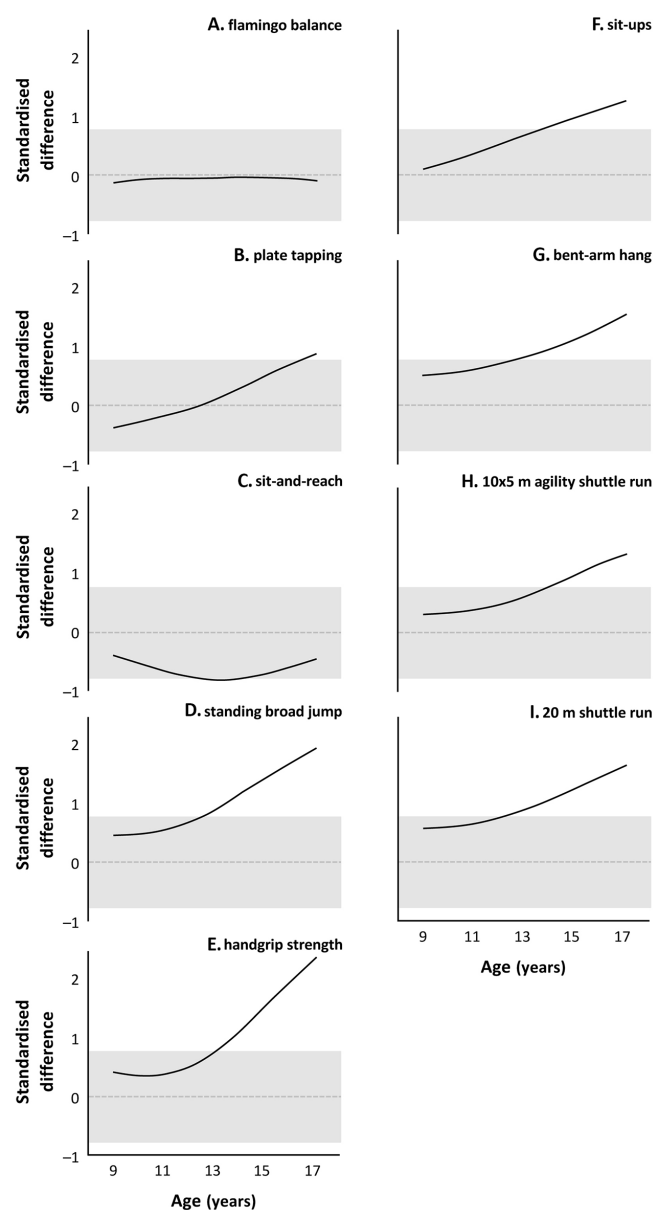 A. flamingo balance
Standardised
difference
2
1
0
–1
B. plate tapping
Standardised
difference
2
1
0
–1
C. sit-and-reach
Standardised
difference
2
1
0
–1
D. standing broad jump
Standardised
difference
2
1
0
–1
E. handgrip strength
Standardised
difference
2
1
0
–1
9 11 13 15 17
Age (years)
F. sit-ups
G. bent-arm hang
H. 10x5 m agility shuttle run
I. 20 m shuttle run
9 11 13 15 17
Age (years)